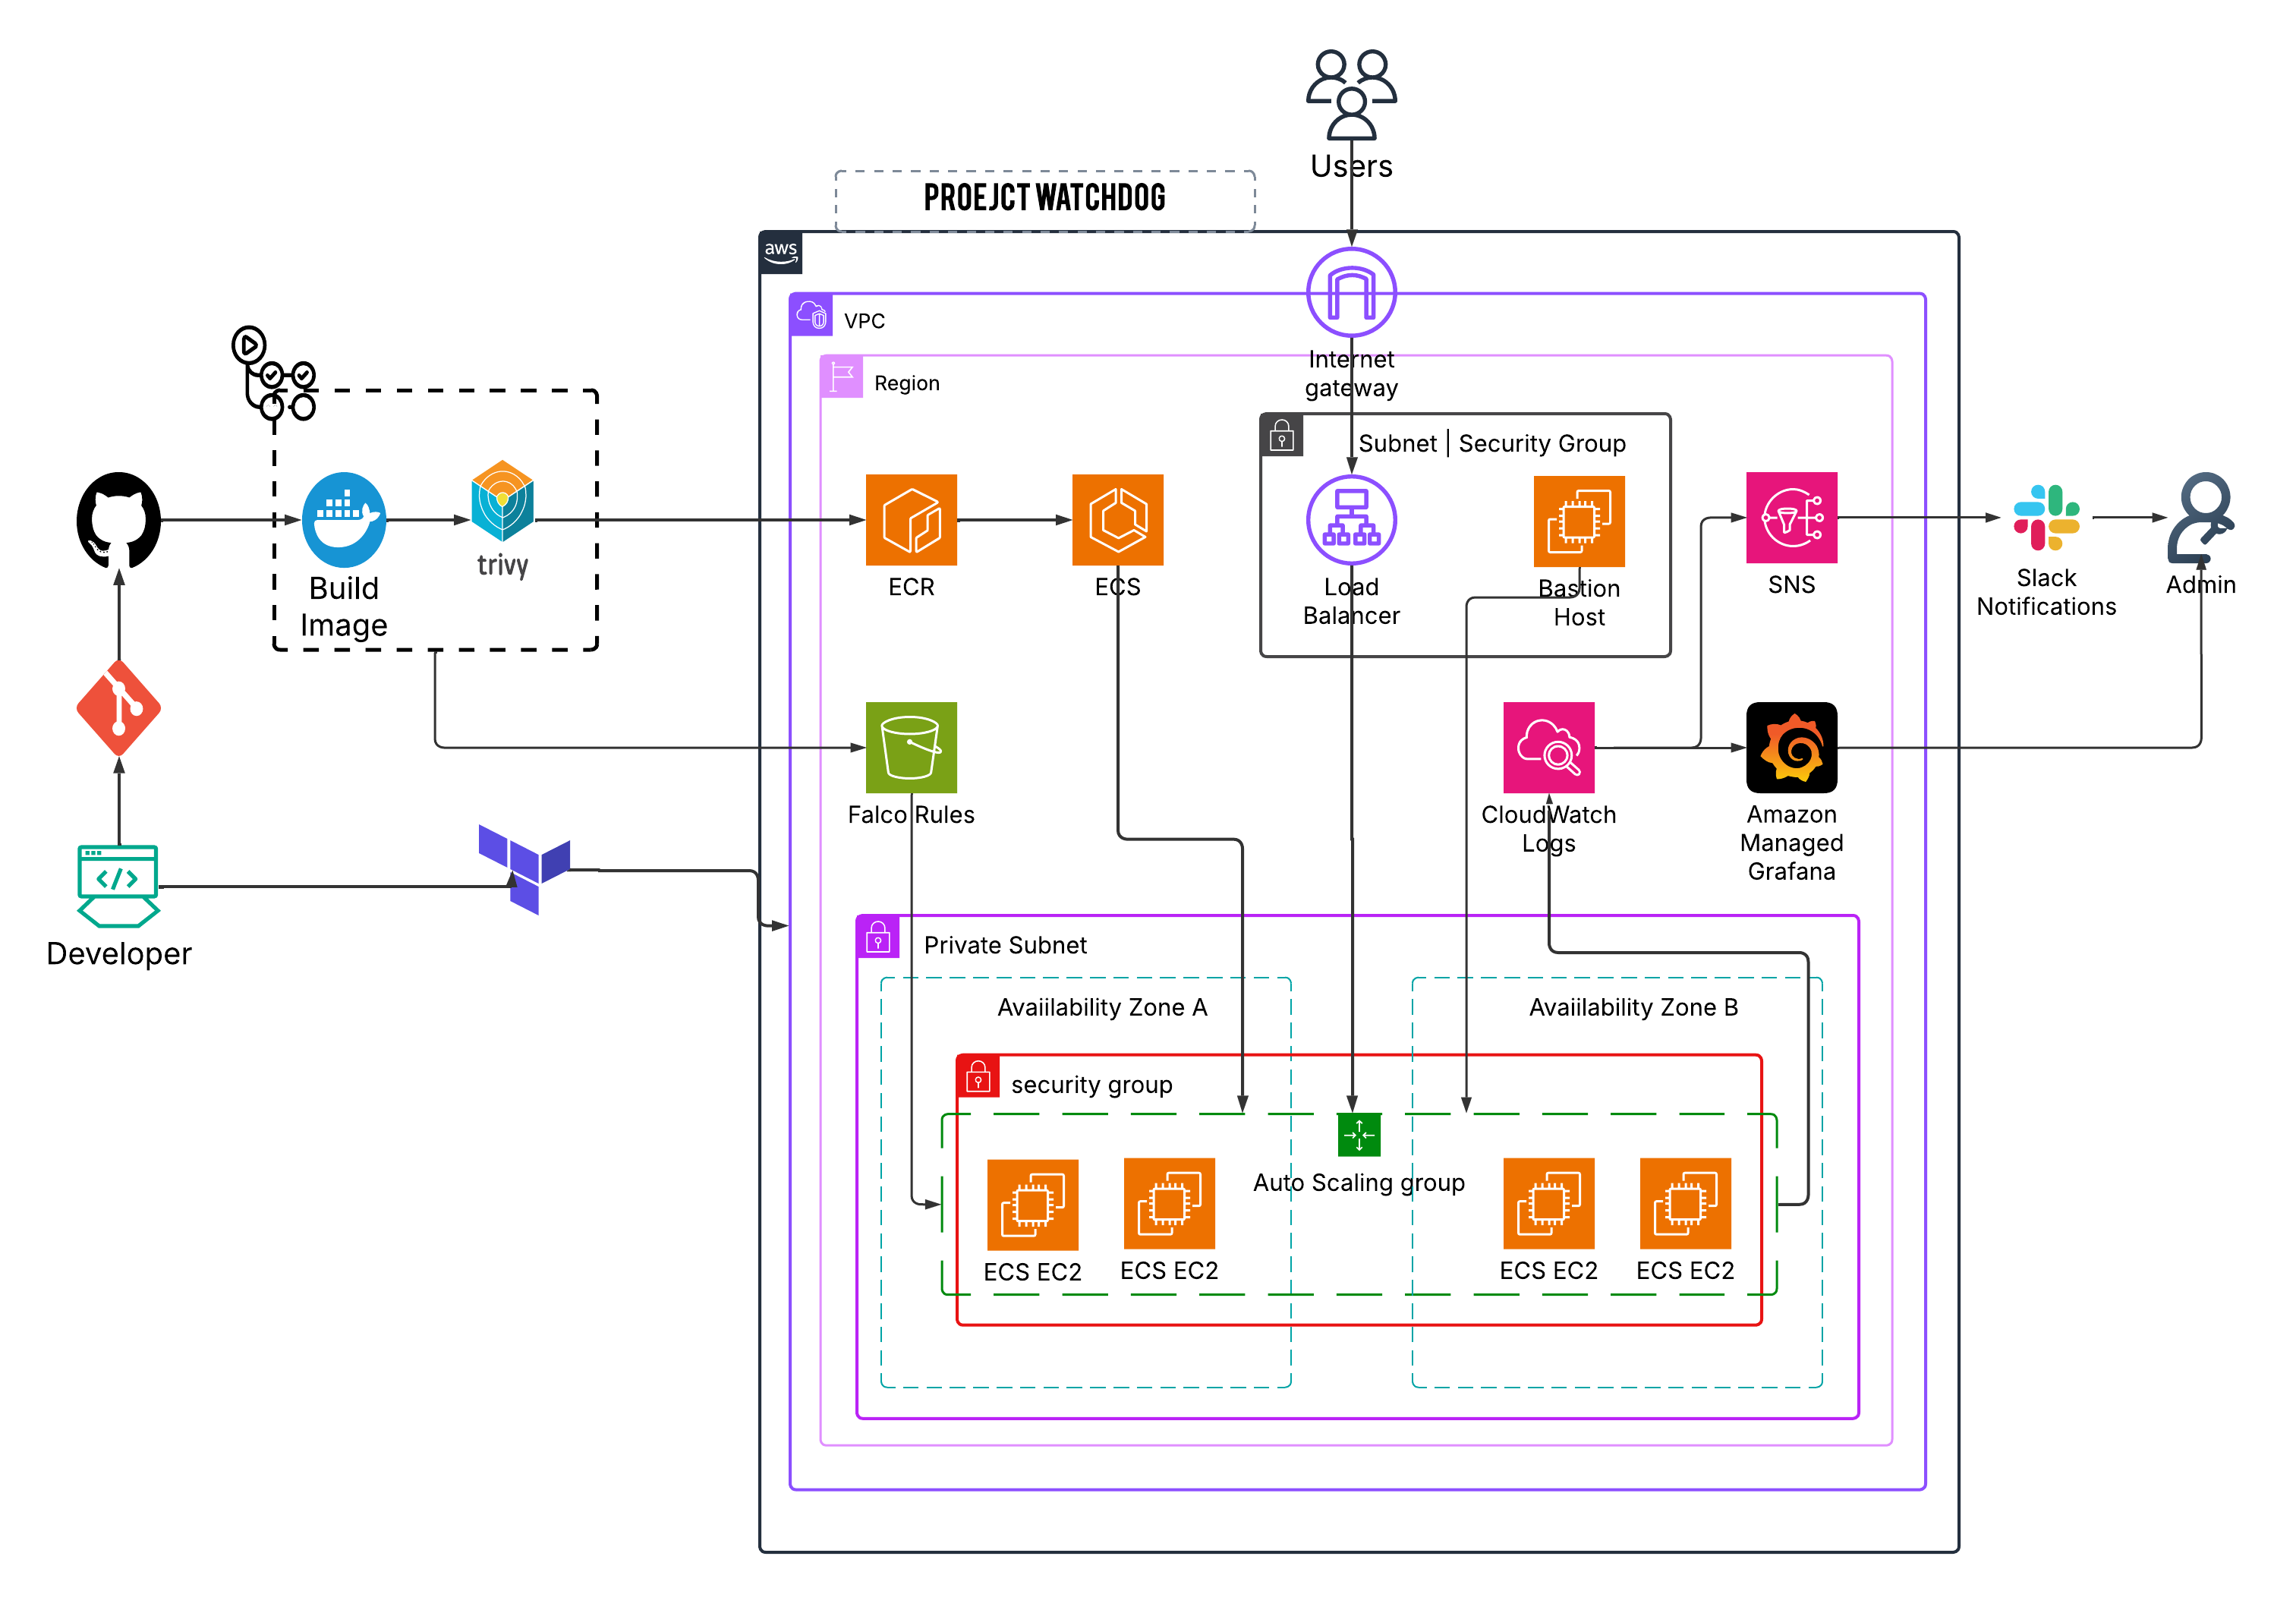 Users
PROEJCT WATCHDOG
aws
VPC
Internet
gateway
Region
Subnet | Security Group
trivy
Build
Image
ECR
ECS
Load
Balancer
Bastion
Host
SNS
Slack
Notifications
Admin
Falco Rules
CloudWatch
Logs
Amazon
Managed
Grafana
Developer
Private Subnet
Avaiilability Zone A
Avaiilability Zone B
security group
Auto Scaling group
ECS EC2
ECS EC2
ECS EC2
ECS EC2